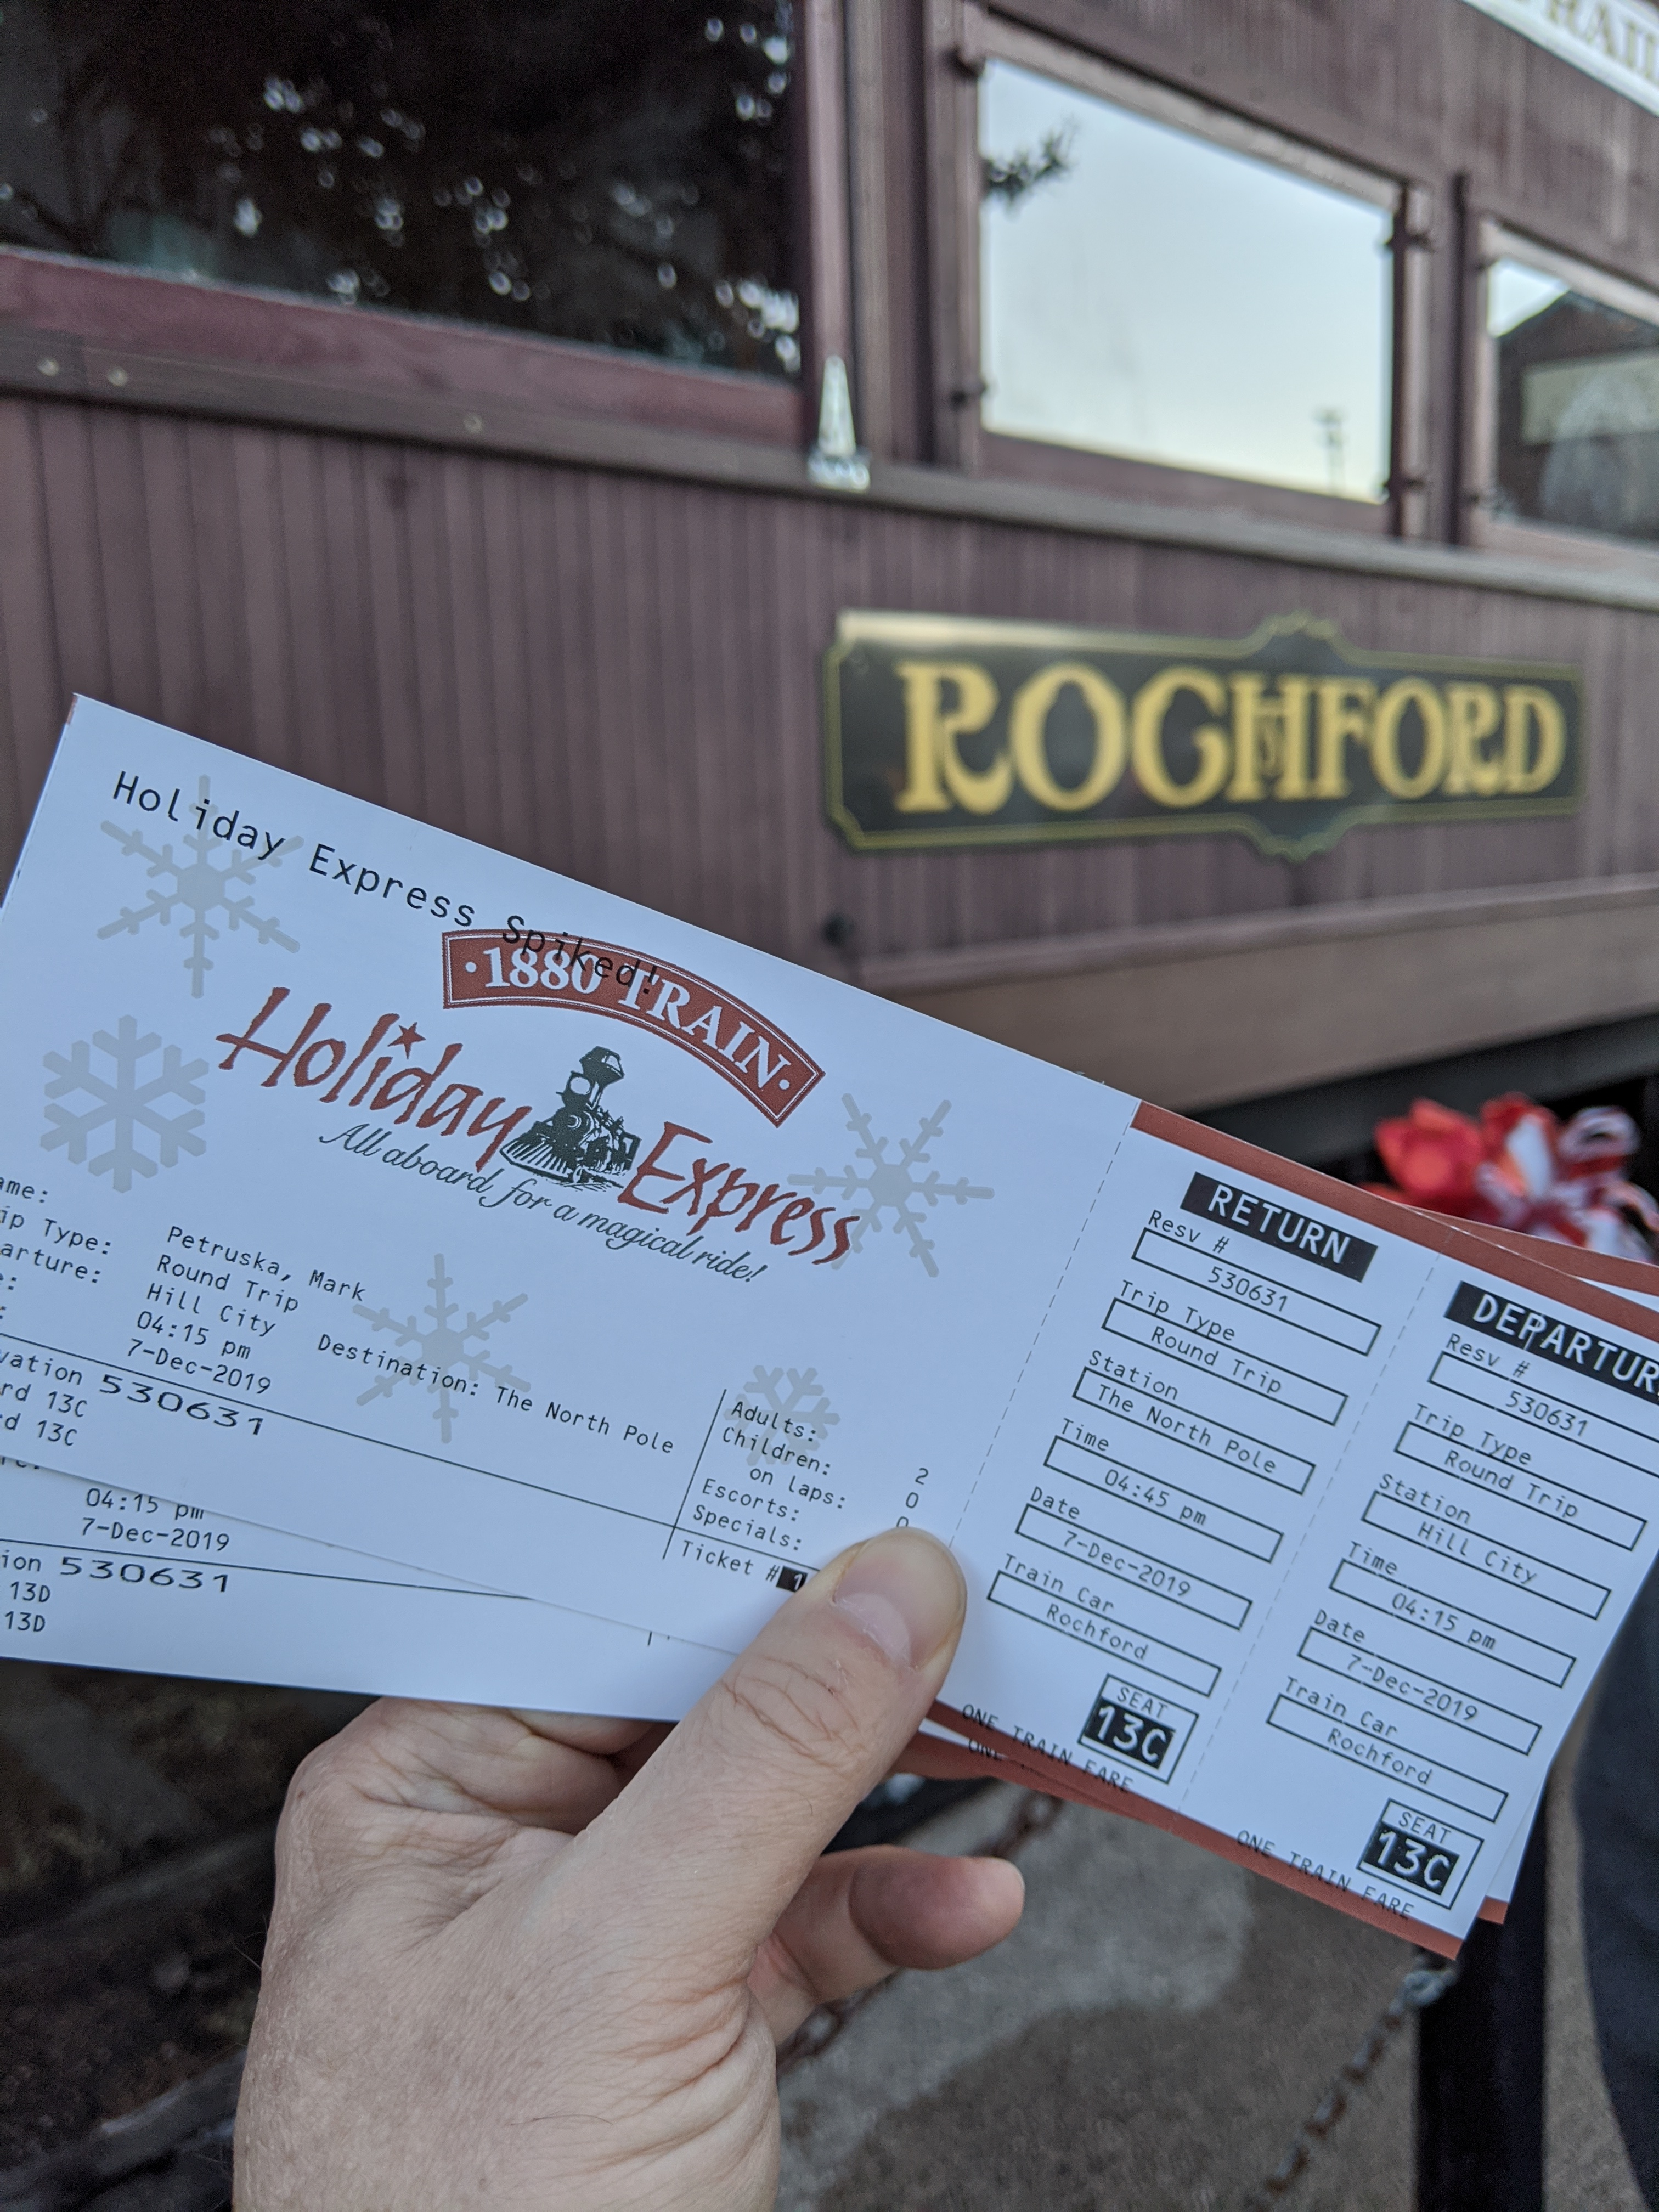 RAIL
ROCHFORD
Holiday Express Spiked!
·1880 TRAIN·
Holiday Express
All aboard for a magical ride!
ame: Petruska, Mark
ip Type: Round Trip
arture: Hill City Destination: The North Pole
e: 04:15 pm
: 7-Dec-2019
vation 530631
rd 13C
d 13C
Adults: 2
Children: 0
on laps: 0
Escorts:
Specials:
Ticket # 1
RETURN
Resv #
530631
Trip Type
Round Trip
Station
The North Pole
Time
04:45 pm
Date
7-Dec-2019
Train Car
Rochford
SEAT
13C
ONE TRAIN FARE
DEPARTUR
Resv #
530631
Trip Type
Round Trip
Station
Hill City
Time
04:15 pm
Date
7-Dec-2019
Train Car
Rochford
SEAT
13C
ONE TRAIN FARE
04:15 pm
7-Dec-2019
ion 530631
13D
13D
ONE